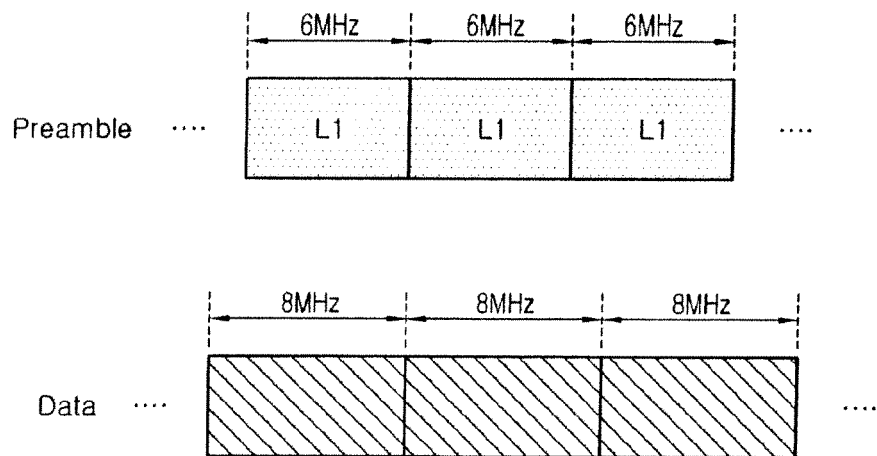 6MHz 6MHz 6MHz
Preamble ···· L1 L1 L1 ····
8MHz 8MHz 8MHz
Data ···· ····